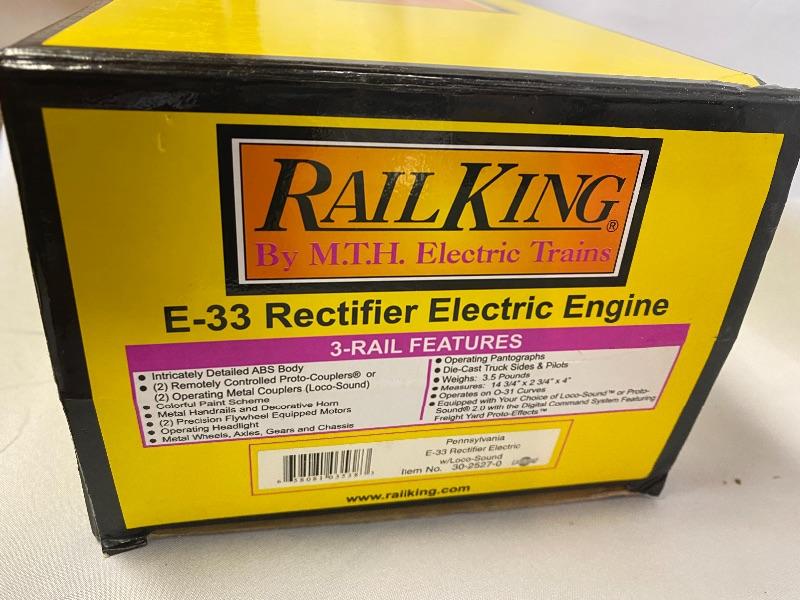 RAILKING®
By M.T.H. Electric Trains
E-33 Rectifier Electric Engine
3-RAIL FEATURES
• Intricately Detailed ABS Body
• (2) Remotely Controlled Proto-Couplers® or
(2) Operating Metal Couplers (Loco-Sound)
• Colorful Paint Scheme
• Metal Handrails and Decorative Horn
• (2) Precision Flywheel Equipped Motors
• Operating Headlight
• Metal Wheels, Axles, Gears and Chassis
• Operating Pantographs
• Die-Cast Truck Sides & Pilots
• Weighs: 3.5 Pounds
• Measures: 14 3/4" x 2 3/4" x 4"
• Operates on O-31 Curves
• Equipped with Your Choice of Loco-Sound™ or Proto-
Sound® 2.0 with the Digital Command System Featuring
Freight Yard Proto-Effects™
Pennsylvania
E-33 Rectifier Electric
w/Loco-Sound
Item No. 30-2527-0
www.railking.com